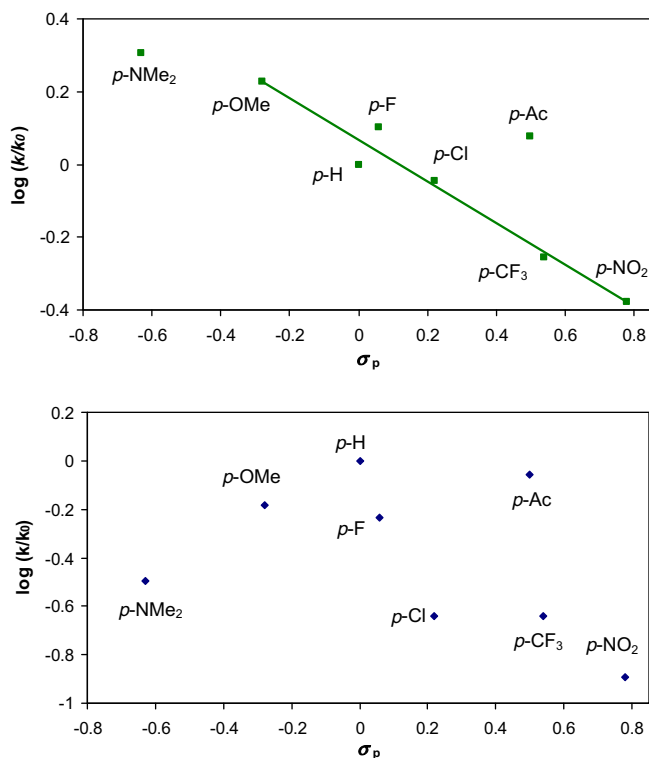 0.4
0.2
0
-0.2
-0.4
log (k/k0)
p-NMe2
p-OMe
p-F
p-H
p-Cl
p-Ac
p-CF3
p-NO2
-0.8 -0.6 -0.4 -0.2 0 0.2 0.4 0.6 0.8
σp
0.2
0
-0.2
-0.4
-0.6
-0.8
-1
log (k/k0)
p-H
p-OMe
p-F
p-Ac
p-NMe2
p-Cl
p-CF3
p-NO2
-0.8 -0.6 -0.4 -0.2 0 0.2 0.4 0.6 0.8
σp